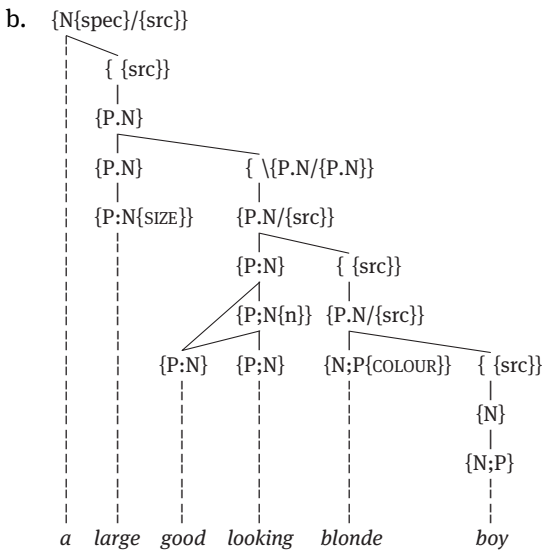 b. {N{spec}/{src}}
{ {src}}
{P.N}
{P.N} { \{P.N/{P.N}}
{P:N{SIZE}} {P.N/{src}}
{P:N} { {src}}
{P;N{n}} {P.N/{src}}
{P:N} {P;N} {N;P{COLOUR}} { {src}}
{N}
{N;P}
a large good looking blonde boy